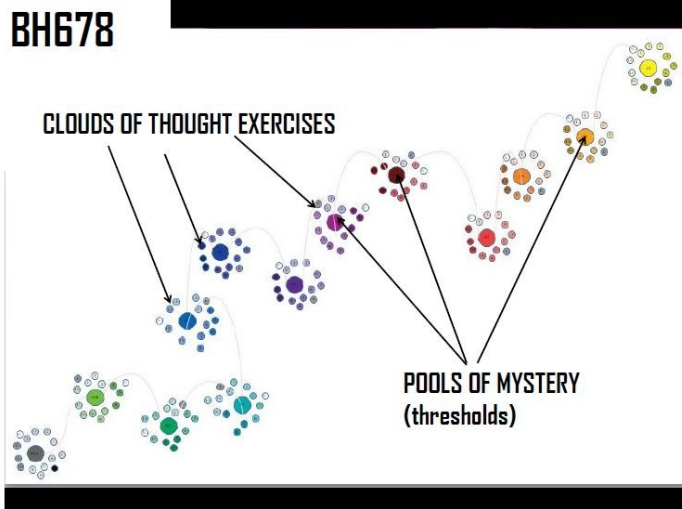 BH678
CLOUDS OF THOUGHT EXERCISES
POOLS OF MYSTERY
(thresholds)